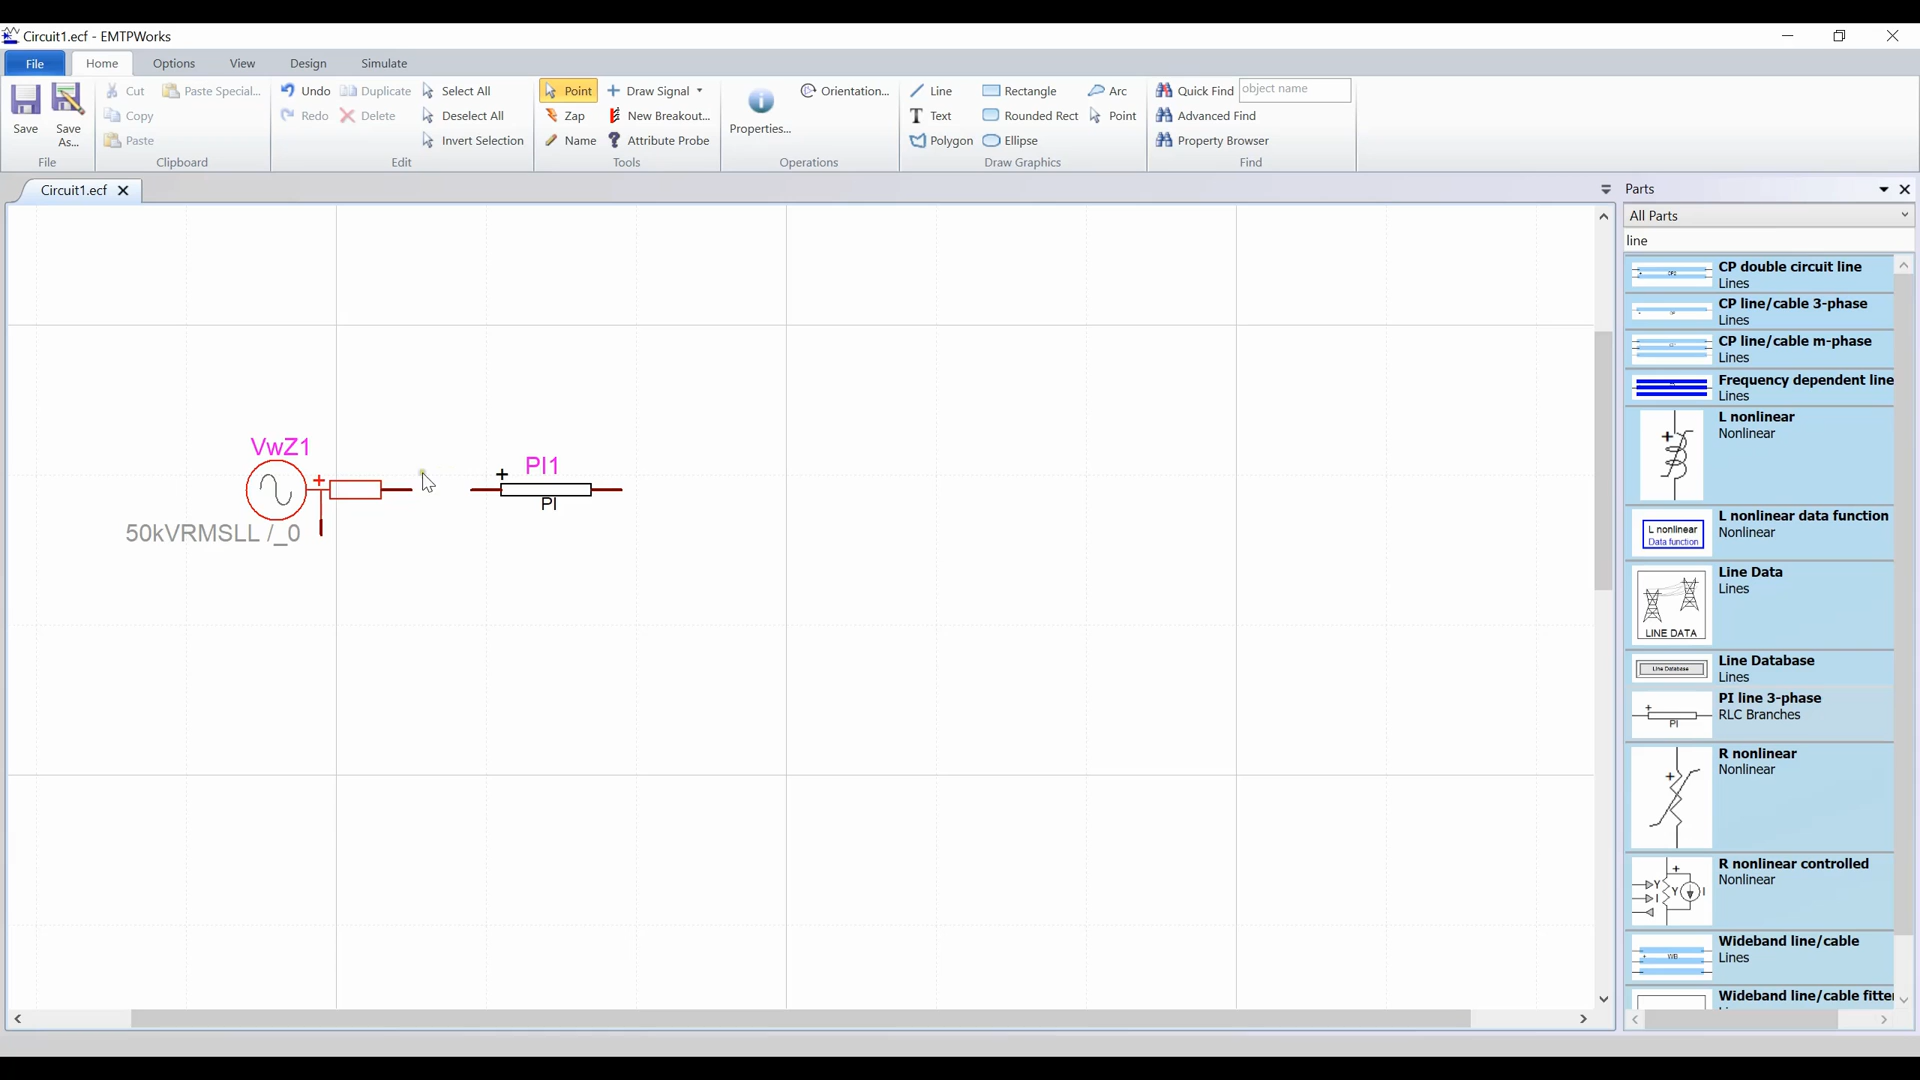 Circuit1.ecf - EMTPWorks
File Home Options View Design Simulate
Save
Save As...
File
Cut
Copy
Paste
Paste Special...
Clipboard
Undo
Redo
Duplicate
Delete
Select All
Deselect All
Invert Selection
Edit
Point
Zap
Name
Draw Signal
New Breakout...
Attribute Probe
Tools
Properties...
Orientation...
Operations
Line
Text
Polygon
Rectangle
Rounded Rect
Ellipse
Arc
Point
Draw Graphics
Quick Find
object name
Advanced Find
Property Browser
Find
Circuit1.ecf
VwZ1
+
50kVRMSLL /_0
+
PI1
PI
Parts
All Parts
line
CP double circuit line
Lines
CP line/cable 3-phase
Lines
CP line/cable m-phase
Lines
Frequency dependent line
Lines
L nonlinear
Nonlinear
L nonlinear
Data function
L nonlinear data function
Nonlinear
LINE DATA
Line Data
Lines
Line Database
Line Database
Lines
PI
PI line 3-phase
RLC Branches
R nonlinear
Nonlinear
R nonlinear controlled
Nonlinear
WB
Wideband line/cable
Lines
Wideband line/cable fitte